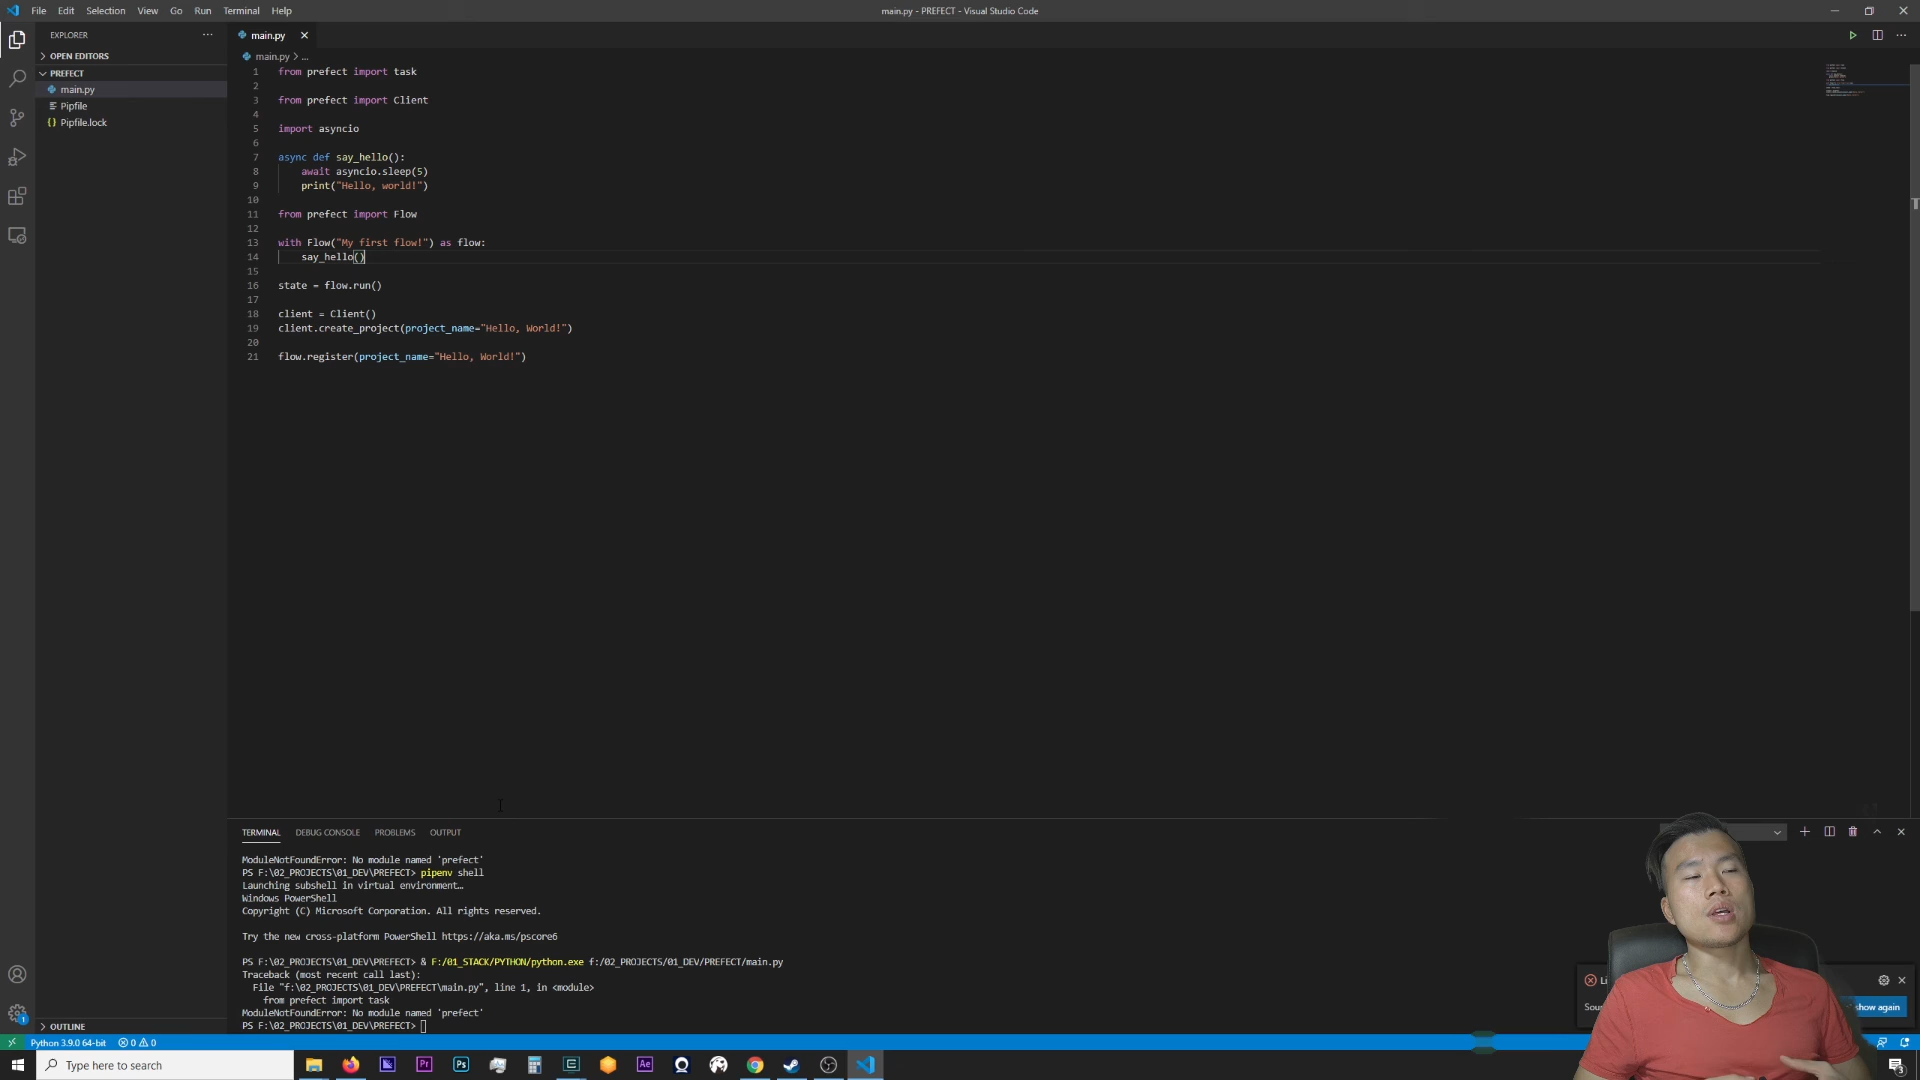 File Edit Selection View Go Run Terminal Help
main.py - PREFECT - Visual Studio Code
EXPLORER
OPEN EDITORS
PREFECT
main.py
Pipfile
Pipfile.lock
OUTLINE
main.py
main.py > ...
1 from prefect import task
2
3 from prefect import Client
4
5 import asyncio
6
7 async def say_hello():
8 await asyncio.sleep(5)
9 print("Hello, world!")
10
11 from prefect import Flow
12
13 with Flow("My first flow!") as flow:
14 say_hello()
15
16 state = flow.run()
17
18 client = Client()
19 client.create_project(project_name="Hello, World!")
20
21 flow.register(project_name="Hello, World!")
TERMINAL DEBUG CONSOLE PROBLEMS OUTPUT
ModuleNotFoundError: No module named 'prefect'
PS F:\02_PROJECTS\01_DEV\PREFECT> pipenv shell
Launching subshell in virtual environment…
Windows PowerShell
Copyright (C) Microsoft Corporation. All rights reserved.
Try the new cross-platform PowerShell https://aka.ms/pscore6
PS F:\02_PROJECTS\01_DEV\PREFECT> & F:/01_STACK/PYTHON/python.exe f:/02_PROJECTS/01_DEV/PREFECT/main.py
Traceback (most recent call last):
File "f:\02_PROJECTS\01_DEV\PREFECT\main.py", line 1, in <module>
from prefect import task
ModuleNotFoundError: No module named 'prefect'
PS F:\02_PROJECTS\01_DEV\PREFECT>
Li
Sou
show again
1
Python 3.9.0 64-bit 0 0
Type here to search
Pr Ps Ae
3